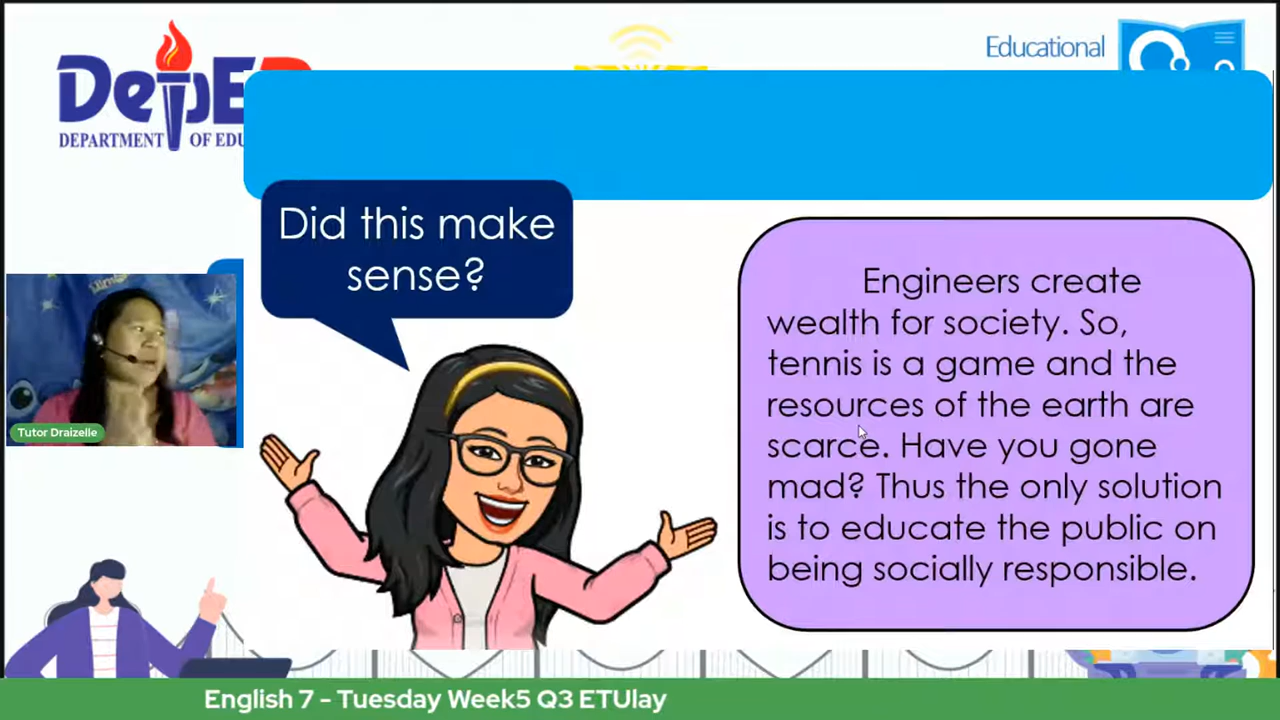 DepE
DEPARTMENT OF EDU
Educational
Did this make
sense?
Engineers create
wealth for society. So,
tennis is a game and the
resources of the earth are
scarce. Have you gone
mad? Thus the only solution
is to educate the public on
being socially responsible.
Tutor Draizelle
English 7 - Tuesday Week5 Q3 ETUlay